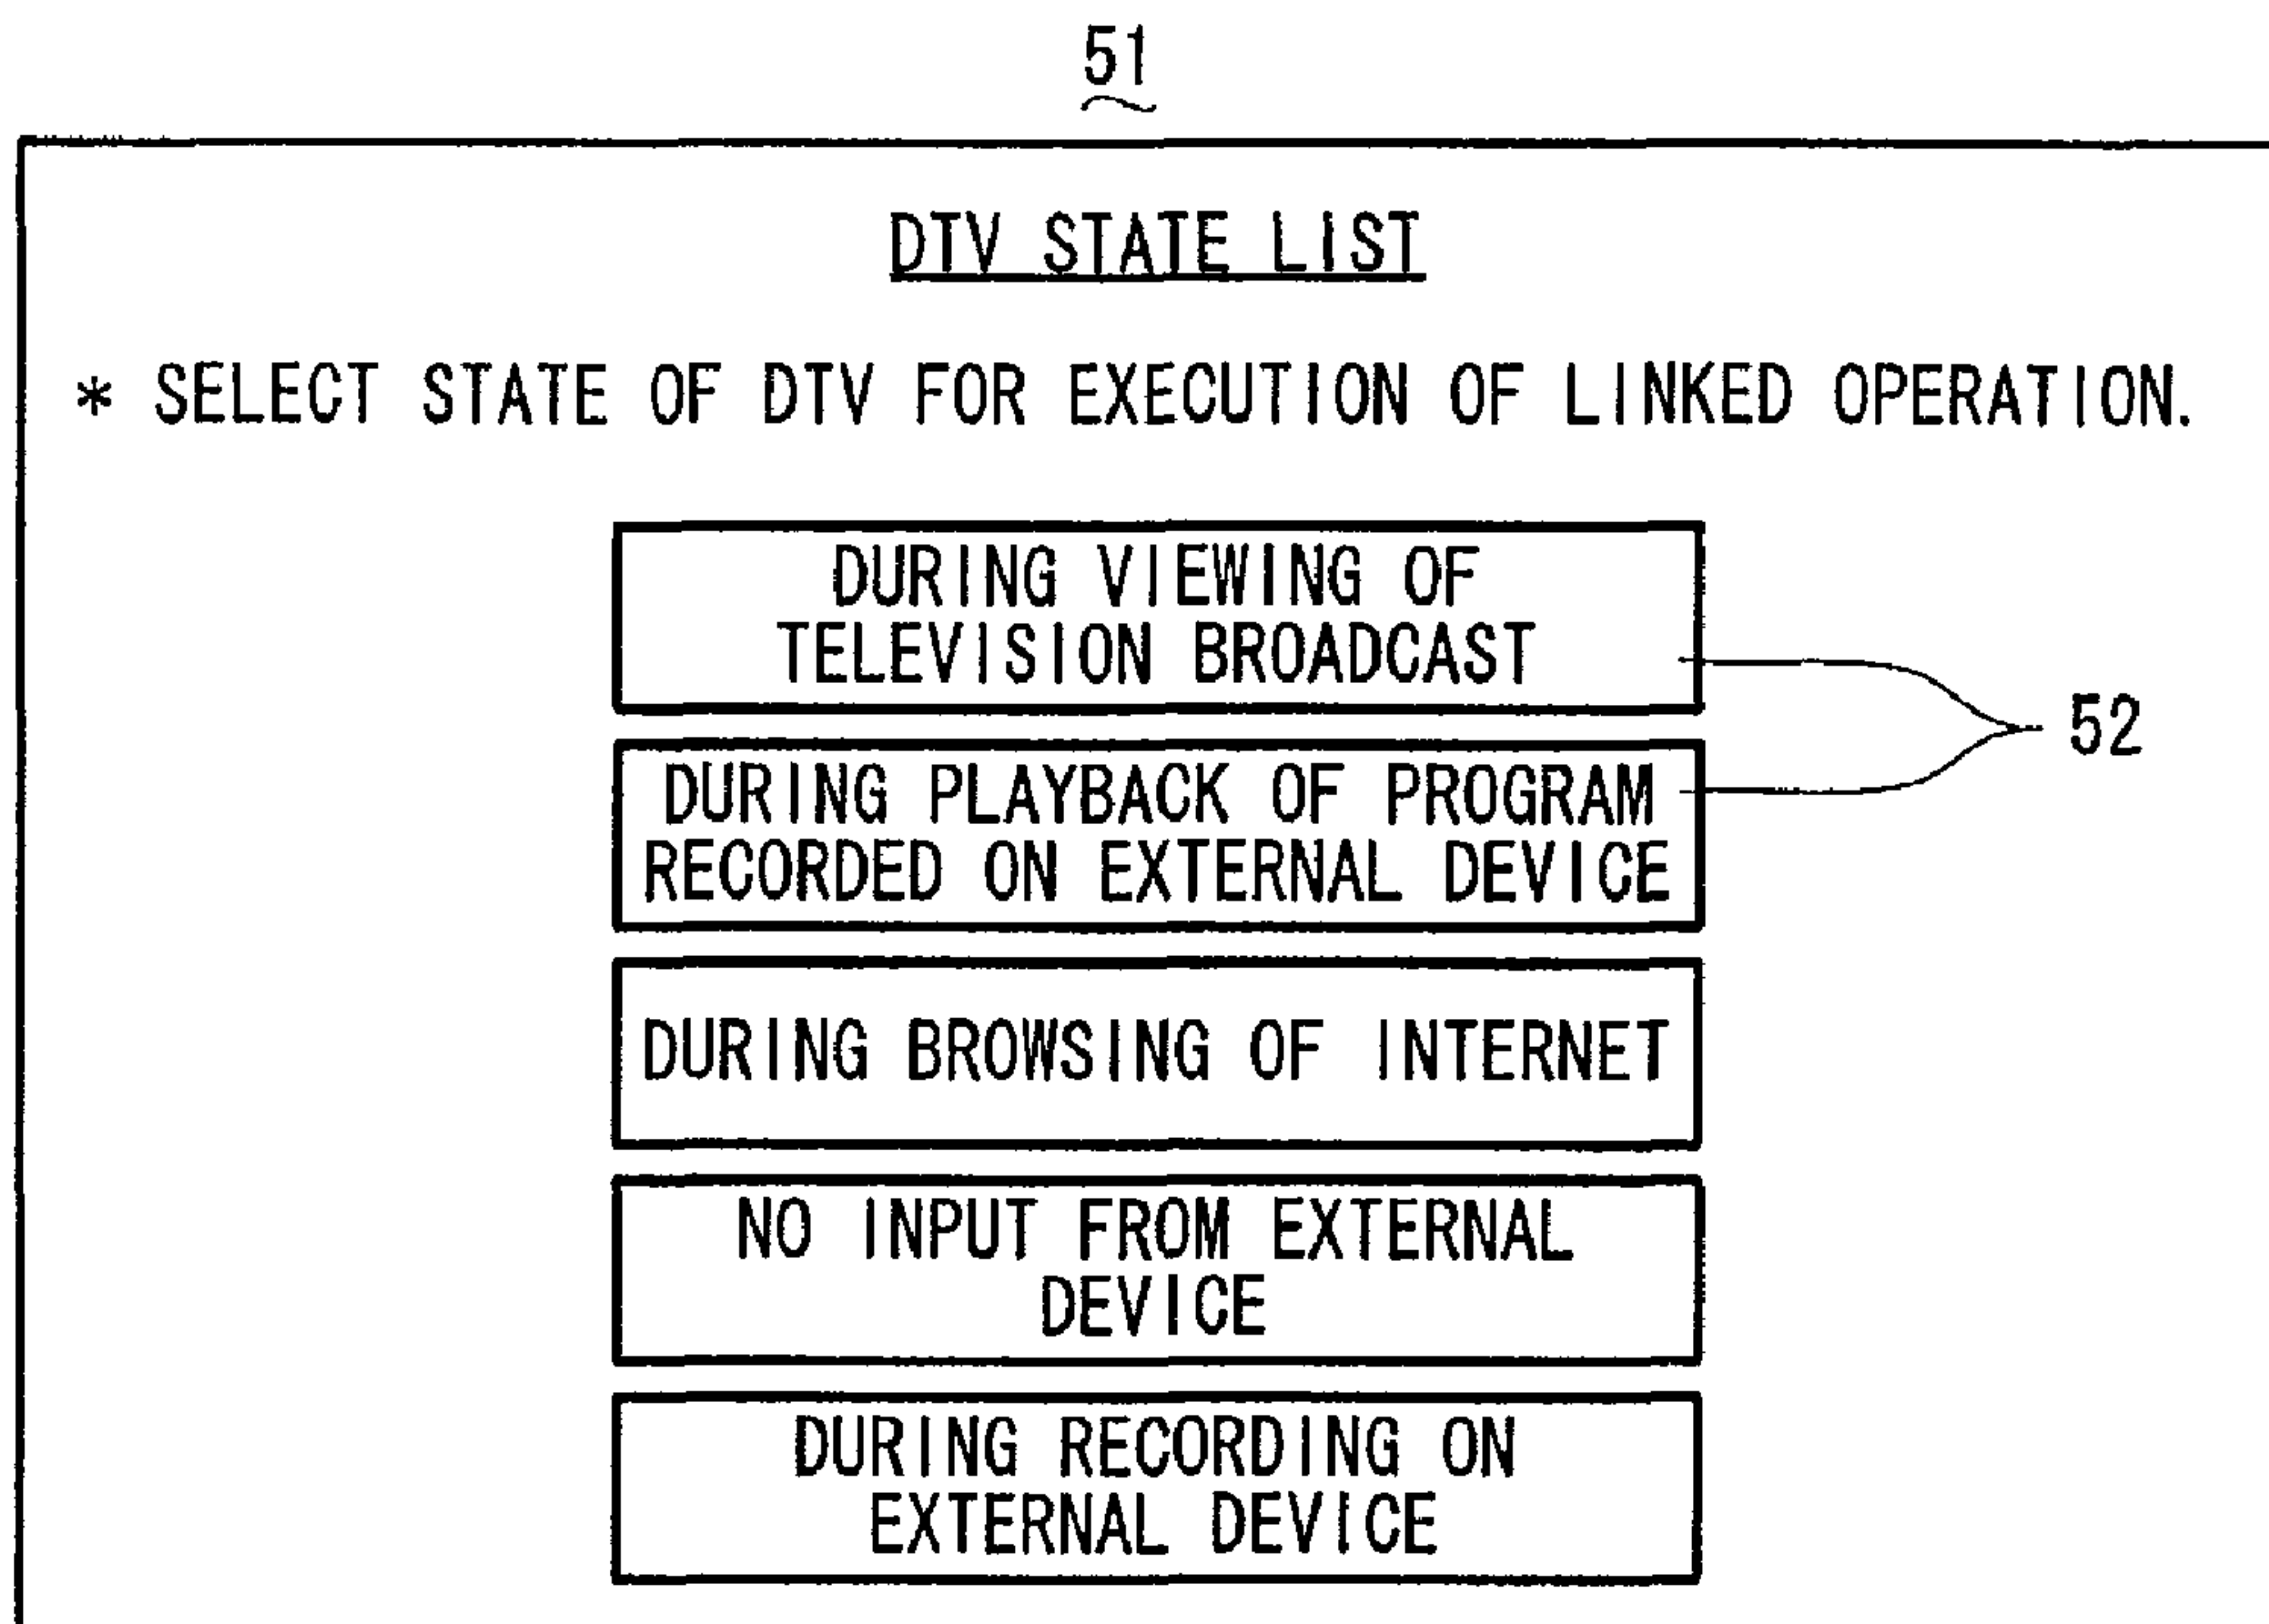 51
DTV STATE LIST
* SELECT STATE OF DTV FOR EXECUTION OF LINKED OPERATION.
DURING VIEWING OF
TELEVISION BROADCAST
52
DURING PLAYBACK OF PROGRAM
RECORDED ON EXTERNAL DEVICE
DURING BROWSING OF INTERNET
NO INPUT FROM EXTERNAL
DEVICE
DURING RECORDING ON
EXTERNAL DEVICE